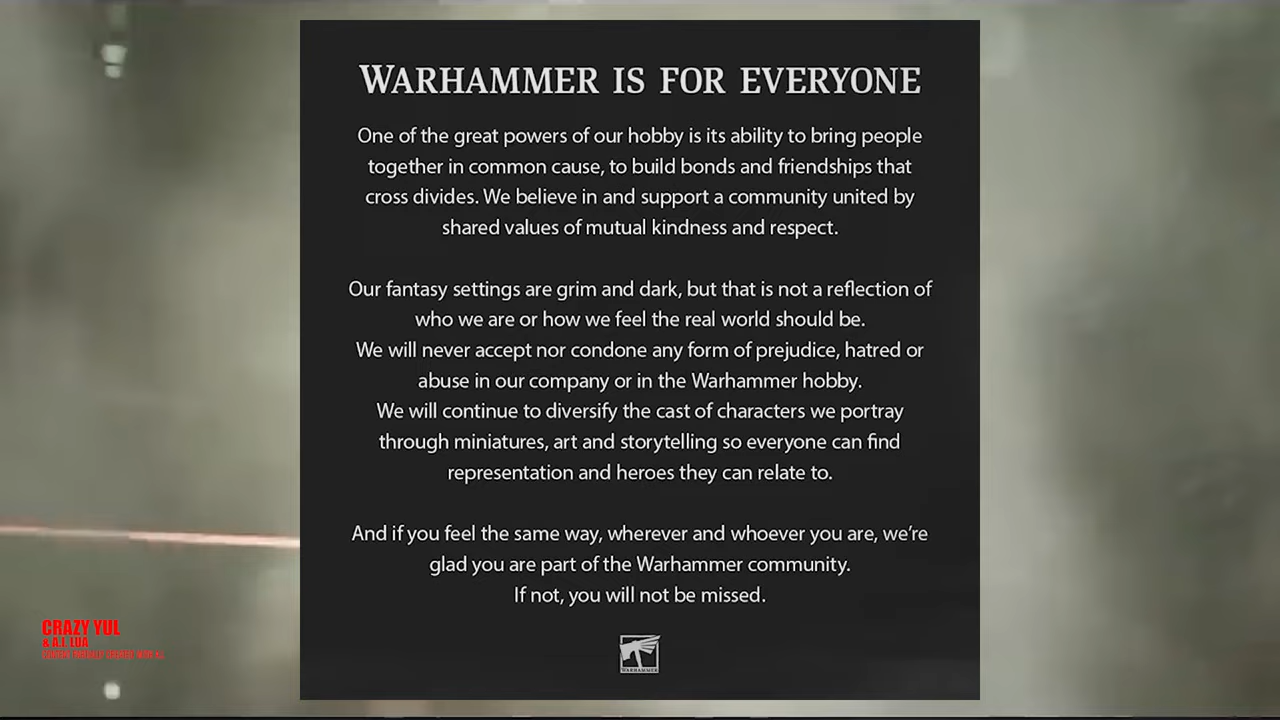 WARHAMMER IS FOR EVERYONE
One of the great powers of our hobby is its ability to bring people
together in common cause, to build bonds and friendships that
cross divides. We believe in and support a community united by
shared values of mutual kindness and respect.
Our fantasy settings are grim and dark, but that is not a reflection of
who we are or how we feel the real world should be.
We will never accept nor condone any form of prejudice, hatred or
abuse in our company or in the Warhammer hobby.
We will continue to diversify the cast of characters we portray
through miniatures, art and storytelling so everyone can find
representation and heroes they can relate to.
And if you feel the same way, wherever and whoever you are, we're
glad you are part of the Warhammer community.
If not, you will not be missed.
WARHAMMER
CRAZY YUL
& A.I. LUA